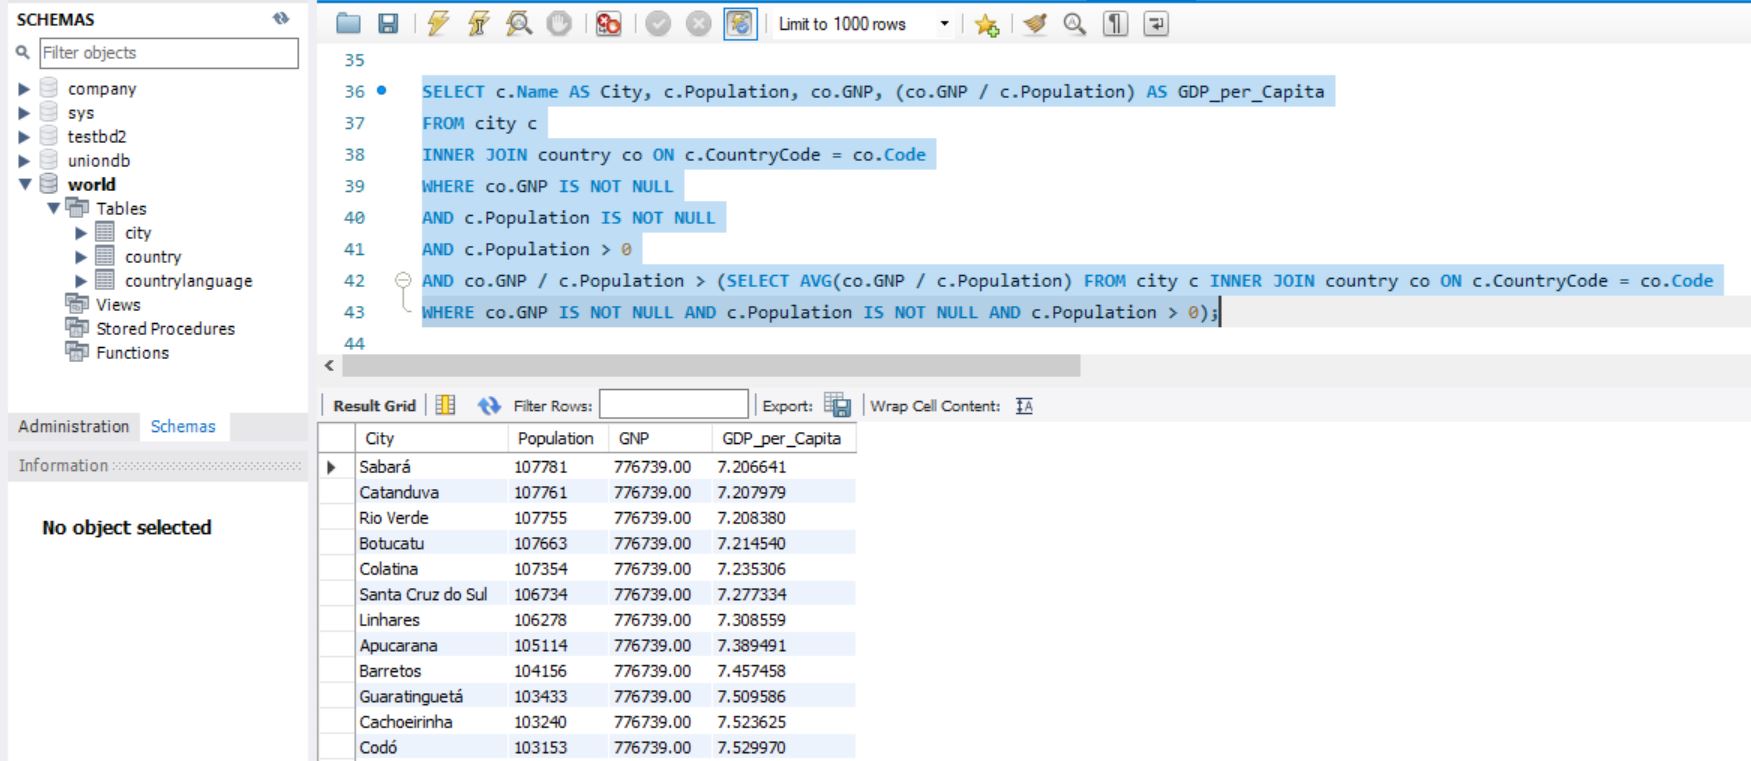 SCHEMAS
Filter objects
company
sys
testbd2
uniondb
world
Tables
city
country
countrylanguage
Views
Stored Procedures
Functions
Administration Schemas
Information
No object selected
Limit to 1000 rows
35
36 SELECT c.Name AS City, c.Population, co.GNP, (co.GNP / c.Population) AS GDP_per_Capita
37 FROM city c
38 INNER JOIN country co ON c.CountryCode = co.Code
39 WHERE co.GNP IS NOT NULL
40 AND c.Population IS NOT NULL
41 AND c.Population > 0
42 AND co.GNP / c.Population > (SELECT AVG(co.GNP / c.Population) FROM city c INNER JOIN country co ON c.CountryCode = co.Code
43 WHERE co.GNP IS NOT NULL AND c.Population IS NOT NULL AND c.Population > 0);
44
Result Grid Filter Rows: Export: Wrap Cell Content:
City Population GNP GDP_per_Capita
Sabará 107781 776739.00 7.206641
Catanduva 107761 776739.00 7.207979
Rio Verde 107755 776739.00 7.208380
Botucatu 107663 776739.00 7.214540
Colatina 107354 776739.00 7.235306
Santa Cruz do Sul 106734 776739.00 7.277334
Linhares 106278 776739.00 7.308559
Apucarana 105114 776739.00 7.389491
Barretos 104156 776739.00 7.457458
Guaratinguetá 103433 776739.00 7.509586
Cachoeirinha 103240 776739.00 7.523625
Codó 103153 776739.00 7.529970